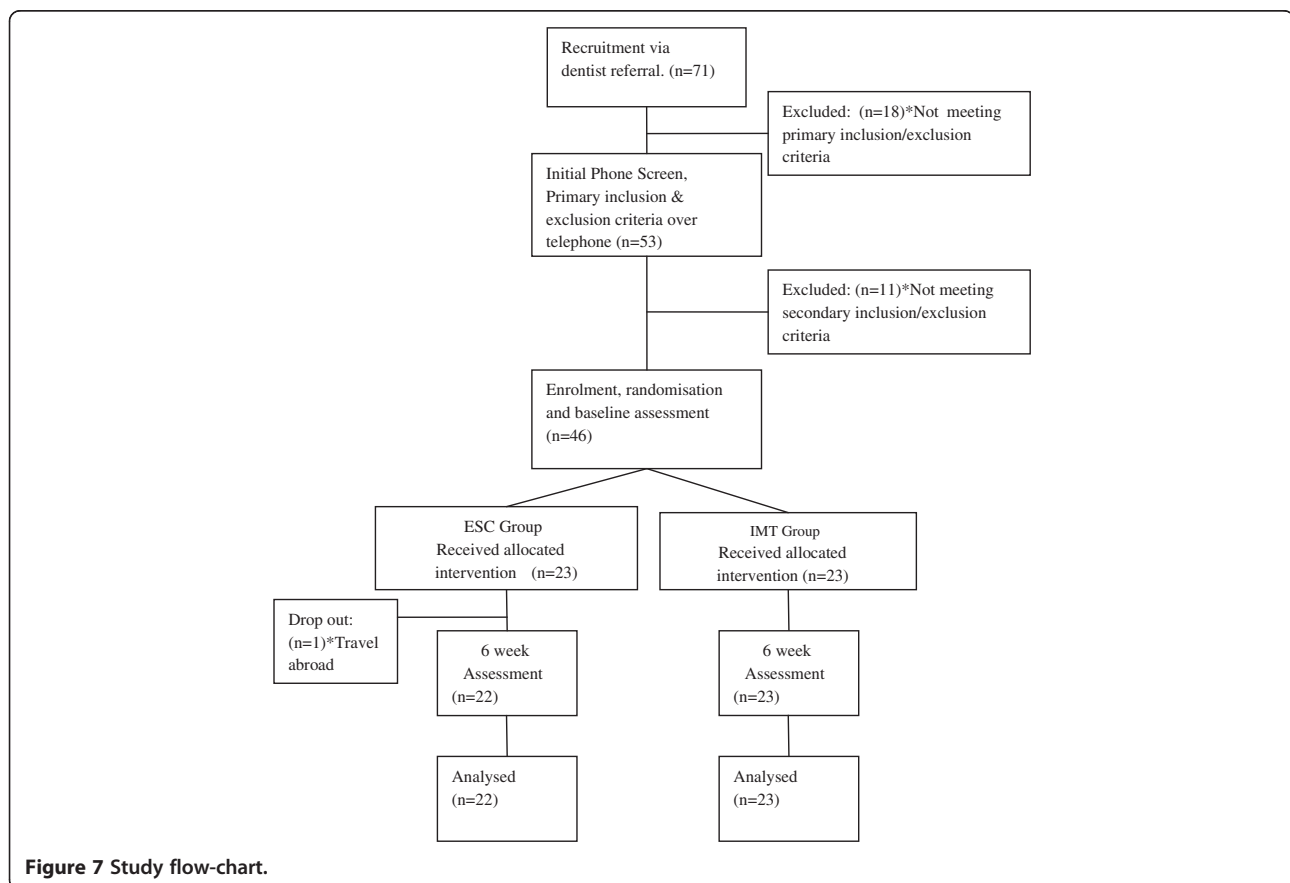 Recruitment via
dentist referral. (n=71)
Excluded: (n=18)*Not meeting
primary inclusion/exclusion
criteria
Initial Phone Screen,
Primary inclusion &
exclusion criteria over
telephone (n=53)
Excluded: (n=11)*Not meeting
secondary inclusion/exclusion
criteria
Enrolment, randomisation
and baseline assessment
(n=46)
ESC Group
Received allocated
intervention (n=23)
IMT Group
Received allocated
intervention (n=23)
Drop out:
(n=1)*Travel
abroad
6 week
Assessment
(n=22)
6 week
Assessment
(n=23)
Analysed
(n=22)
Analysed
(n=23)
Figure 7 Study flow-chart.